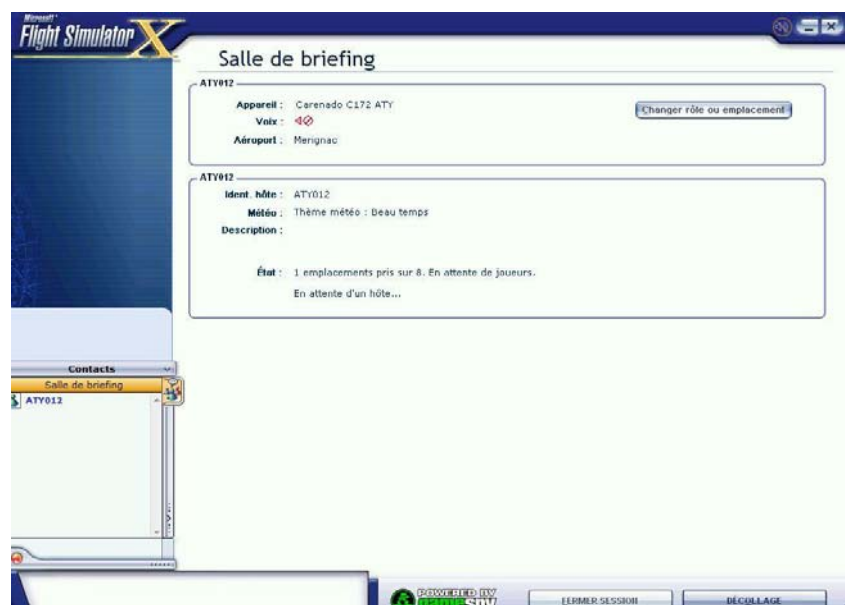 Microsoft
Flight Simulator X
Salle de briefing
ATY012
Appareil : Carenado C172 ATY
Voix :
Aéroport : Merignac
Changer rôle ou emplacement
ATY012
Ident. hôte : ATY012
Météo : Thème météo : Beau temps
Description :
État : 1 emplacements pris sur 8. En attente de joueurs.
En attente d'un hôte...
Contacts
Salle de briefing
ATY012
POWERED BY
gamespy
FERMER SESSION
DÉCOLLAGE